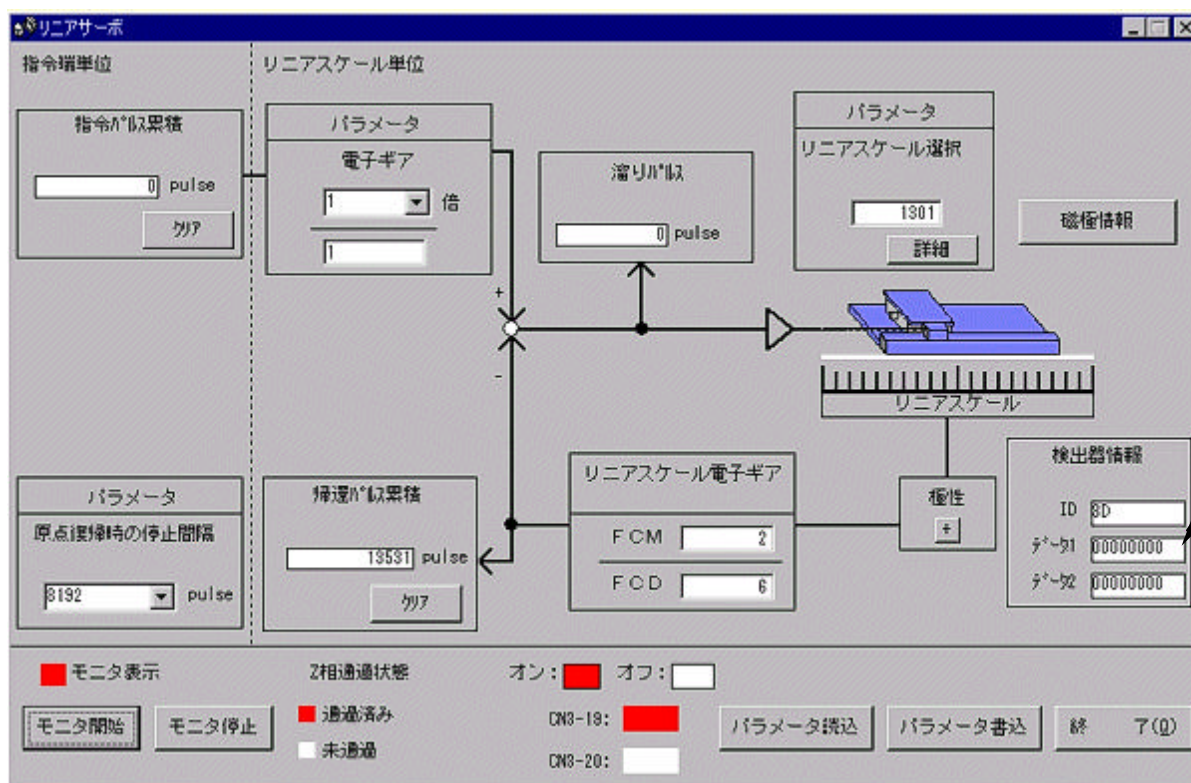 リニアサーボ
指令端単位
リニアスケール単位
指令パルス累積
0 pulse
クリア
パラメータ
電子ギア
1 倍
1
溜りパルス
0 pulse
パラメータ
リニアスケール選択
1301
詳細
磁極情報
+
-
リニアスケール
パラメータ
原点復帰時の停止間隔
8192 pulse
帰還パルス累積
13531 pulse
クリア
リニアスケール電子ギア
FCM 2
FCD 6
極性
+
検出器情報
ID 8D
データ1 00000000
データ2 00000000
モニタ表示
Z相通過状態
オン: オフ:
モニタ開始
モニタ停止
通過済み
未通過
CN3-19:
CN3-20:
パラメータ読込
パラメータ書込
終 了(Q)